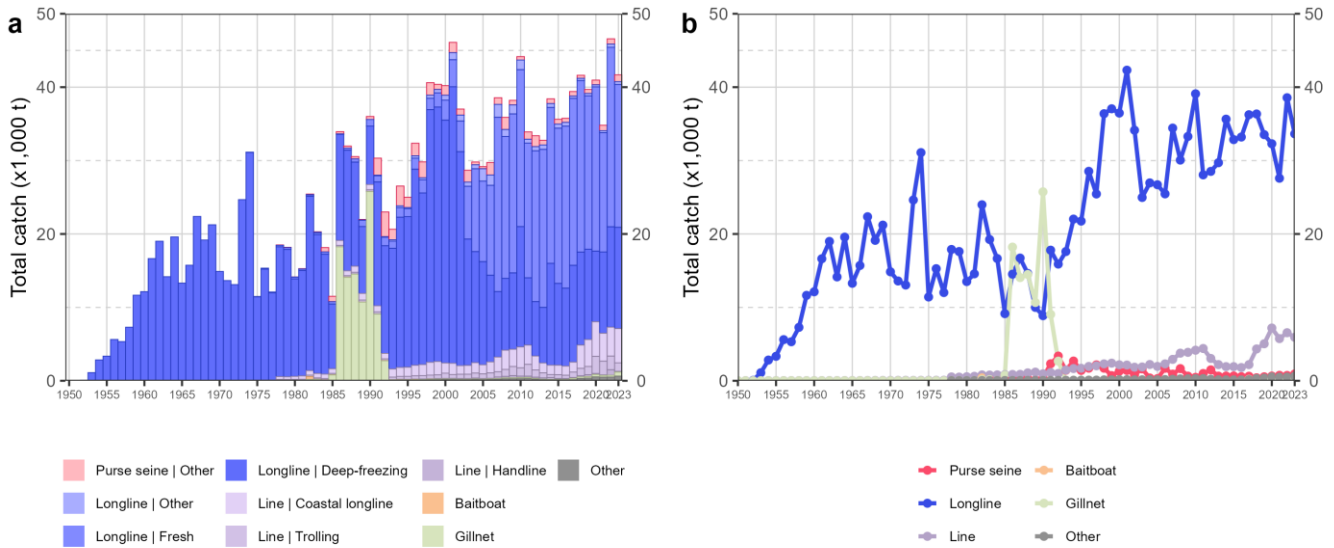 a
b
Total catch (x1,000 t)
50
40
20
0
50
40
20
0
1950 1955 1960 1965 1970 1975 1980 1985 1990 1995 2000 2005 2010 2015 2020 2023
Total catch (x1,000 t)
50
40
20
0
50
40
20
0
1950 1955 1960 1965 1970 1975 1980 1985 1990 1995 2000 2005 2010 2015 2020 2023
Purse seine | Other
Longline | Deep-freezing
Line | Handline
Other
Longline | Other
Line | Coastal longline
Baitboat
Longline | Fresh
Line | Trolling
Gillnet
Purse seine
Baitboat
Longline
Gillnet
Line
Other